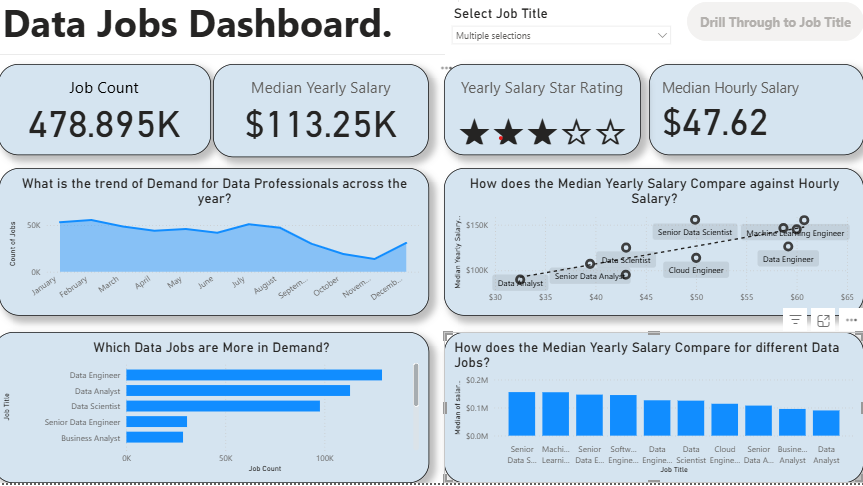 Data Jobs Dashboard.
Select Job Title
Multiple selections
Drill Through to Job Title
Job Count
478.895K
Median Yearly Salary
$113.25K
Yearly Salary Star Rating
Median Hourly Salary
$47.62
What is the trend of Demand for Data Professionals across the
year?
Count of Jobs
50K
0K
January
February
March
April
May
June
July
August
Septem...
October
Novem...
Decemb...
How does the Median Yearly Salary Compare against Hourly
Salary?
Median Yearly Salary...
$150K
$100K
Senior Data Scientist
Machine Learning Engineer
Data Scientist
Data Engineer
Senior Data Analyst
Cloud Engineer
Data Analyst
$30
$35
$40
$45
$50
$55
$60
$65
Which Data Jobs are More in Demand?
Job Title
Data Engineer
Data Analyst
Data Scientist
Senior Data Engineer
Business Analyst
0K
50K
100K
Job Count
How does the Median Yearly Salary Compare for different Data
Jobs?
Median of salar...
$0.2M
$0.1M
$0.0M
Senior Data S...
Machi... Learni...
Senior Data E...
Softw... Engine...
Data Engine...
Data Scientist
Cloud Engine...
Senior Data A...
Busine... Analyst
Data Analyst
Job Title